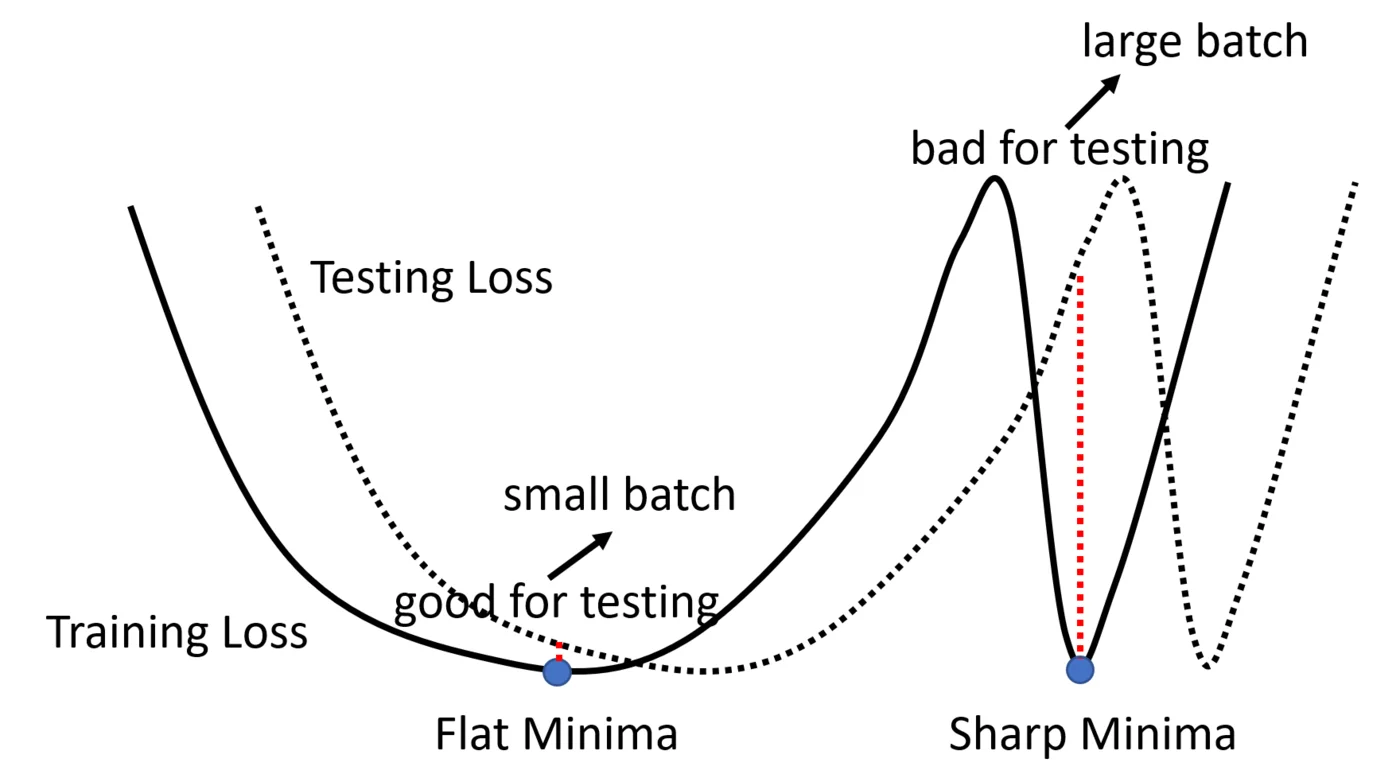 large batch
bad for testing
Testing Loss
small batch
good for testing
Training Loss
Flat Minima
Sharp Minima